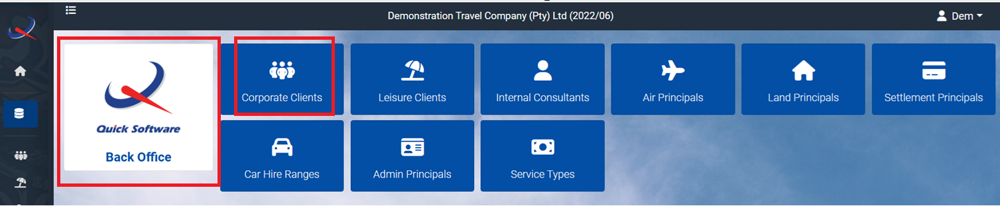 Demonstration Travel Company (Pty) Ltd (2022/06)
Dem
Quick Software
Back Office
Corporate Clients
Leisure Clients
Internal Consultants
Air Principals
Land Principals
Settlement Principals
Car Hire Ranges
Admin Principals
Service Types